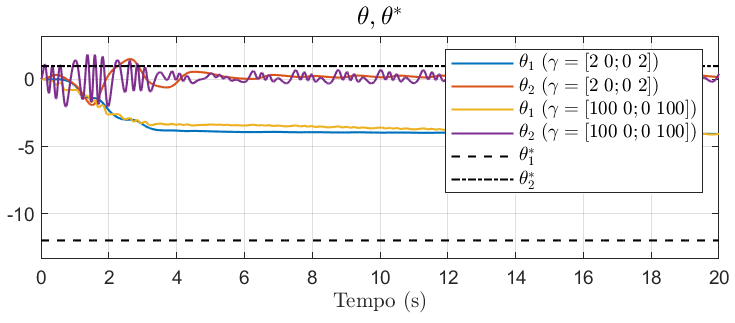 θ, θ*
0
-5
-10
θ₁ (γ = [2 0; 0 2])
θ₂ (γ = [2 0; 0 2])
θ₁ (γ = [100 0; 0 100])
θ₂ (γ = [100 0; 0 100])
θ₁*
θ₂*
0 2 4 6 8 10 12 14 16 18 20
Tempo (s)